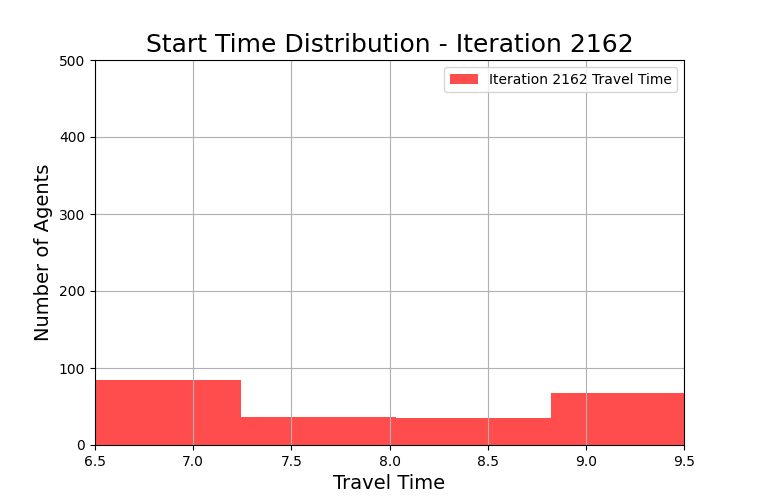 Start Time Distribution - Iteration 2162
Iteration 2162 Travel Time
Number of Agents
500
400
300
200
100
0
6.5 7.0 7.5 8.0 8.5 9.0 9.5
Travel Time